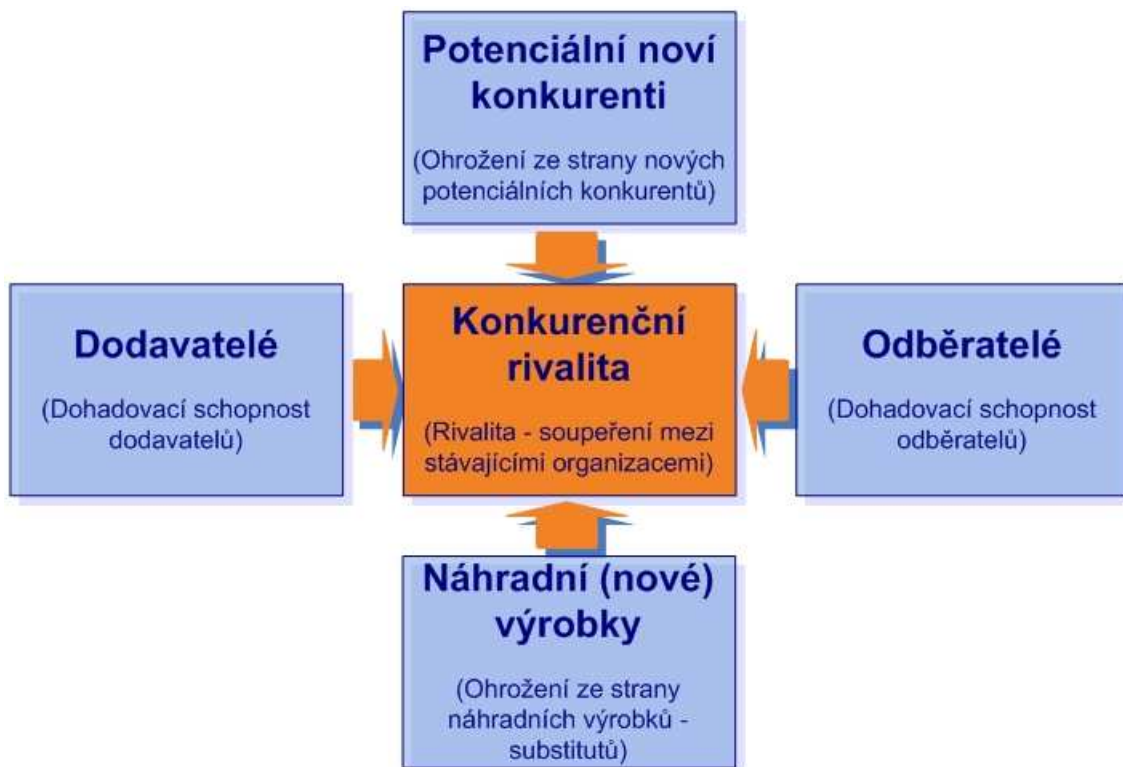 Potenciální noví
konkurenti
(Ohrožení ze strany nových
potenciálních konkurentů)
Dodavatelé
(Dohadovací schopnost
dodavatelů)
Konkurenční
rivalita
(Rivalita - soupeření mezi
stávajícími organizacemi)
Odběratelé
(Dohadovací schopnost
odběratelů)
Náhradní (nové)
výrobky
(Ohrožení ze strany
náhradních výrobků -
substitutů)